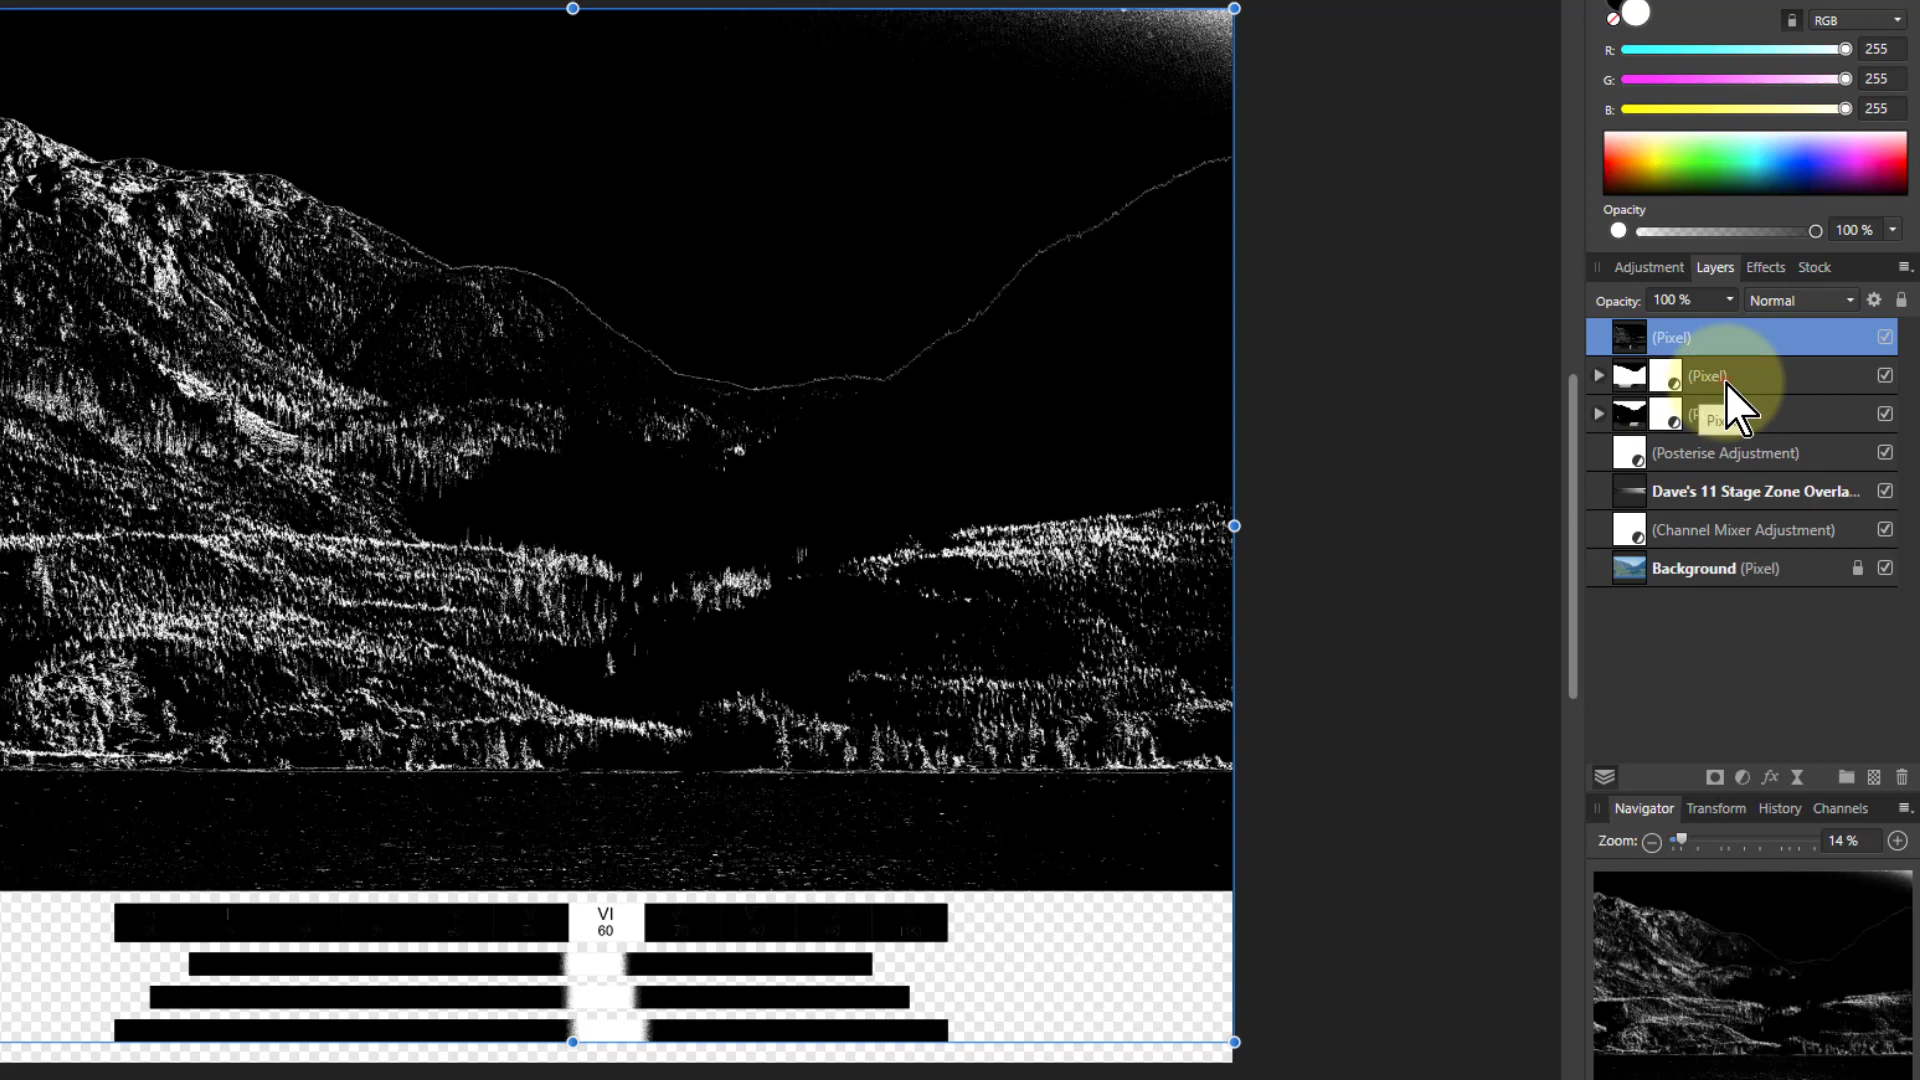 RGB
R: 255
G: 255
B: 255
Opacity
100 %
Adjustment Layers Effects Stock
Opacity: 100 % Normal
(Pixel)
(Pixel)
(Posterise Adjustment)
Dave's 11 Stage Zone Overla...
(Channel Mixer Adjustment)
Background (Pixel)
Navigator Transform History Channels
Zoom: 14 %
VI
60